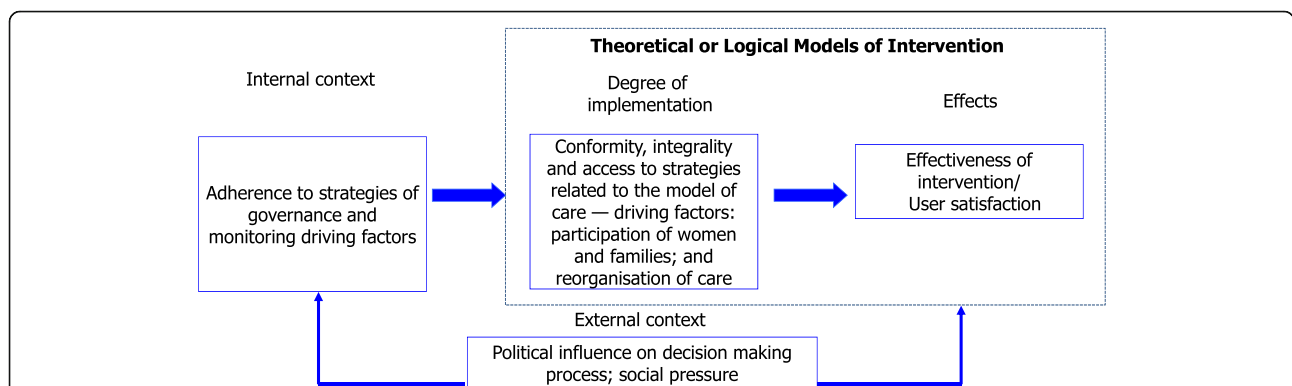 Theoretical or Logical Models of Intervention
Internal context
Degree of
implementation
Effects
Adherence to strategies of
governance and
monitoring driving factors
Conformity, integrality
and access to strategies
related to the model of
care — driving factors:
participation of women
and families; and
reorganisation of care
Effectiveness of
intervention/
User satisfaction
External context
Political influence on decision making
process; social pressure